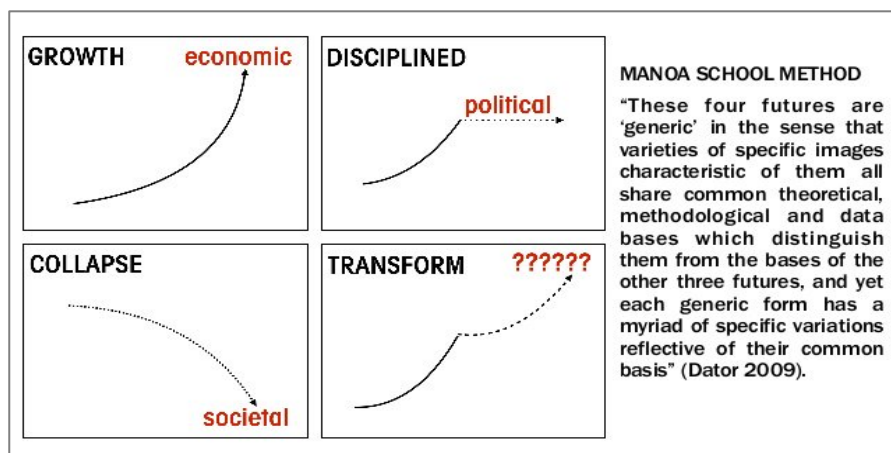 GROWTH economic
DISCIPLINED
political
COLLAPSE
societal
TRANSFORM ??????
MANOA SCHOOL METHOD
“These four futures are
‘generic’ in the sense that
varieties of specific images
characteristic of them all
share common theoretical,
methodological and data
bases which distinguish
them from the bases of the
other three futures, and yet
each generic form has a
myriad of specific variations
reflective of their common
basis” (Dator 2009).